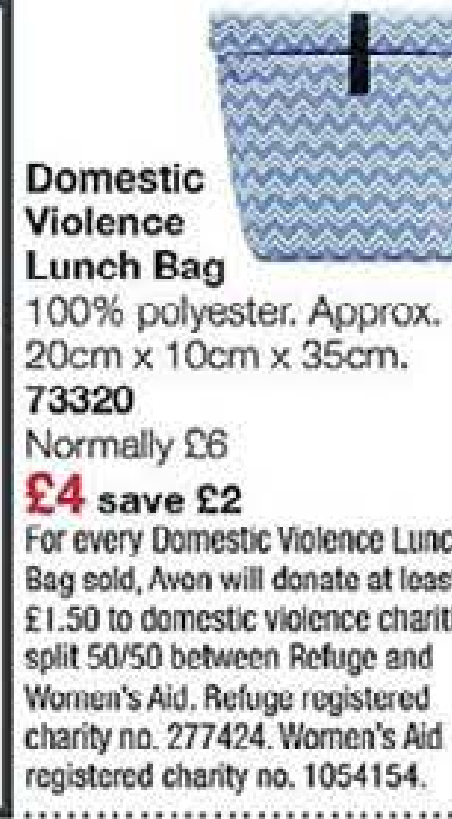 Domestic
Violence
Lunch Bag
100% polyester. Approx.
20cm x 10cm x 35cm.
73320
Normally £6
£4 save £2
For every Domestic Violence Lunc
Bag sold, Avon will donate at leas
£1.50 to domestic violence charit
split 50/50 between Refuge and
Women's Aid. Refuge registered
charity no. 277424. Women's Aid
registered charity no. 1054154.